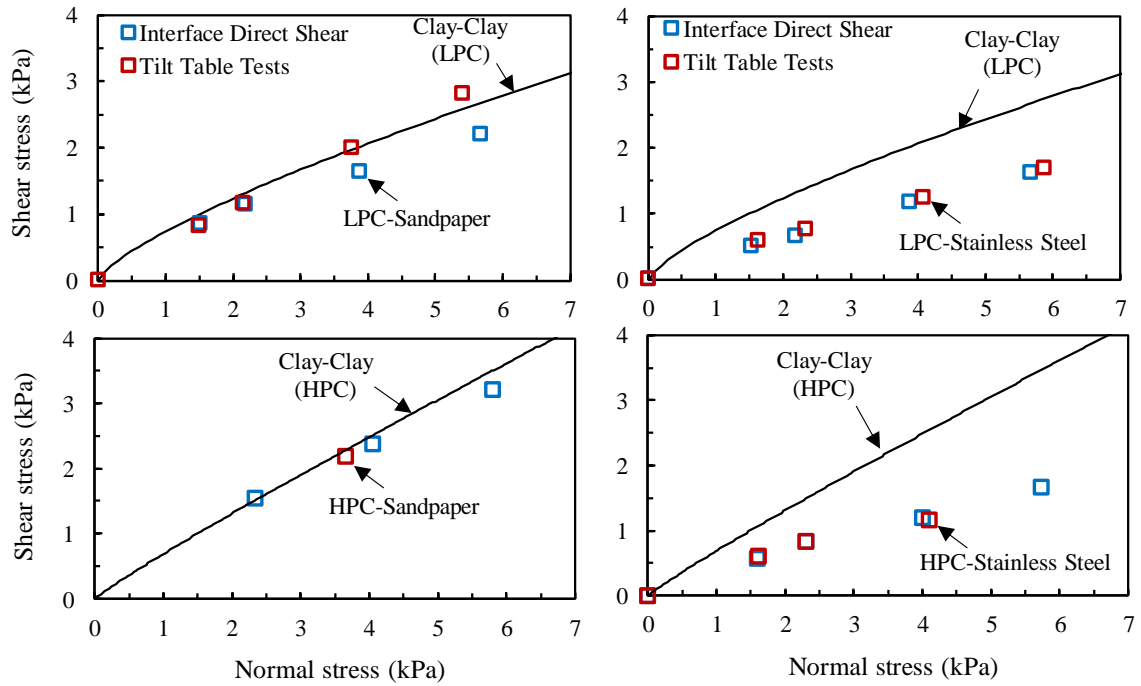 4
3
2
1
0
Shear stress (kPa)
Interface Direct Shear
Tilt Table Tests
Clay-Clay
(LPC)
LPC-Sandpaper
0 1 2 3 4 5 6 7
4
3
2
1
0
Interface Direct Shear
Tilt Table Tests
Clay-Clay
(LPC)
LPC-Stainless Steel
0 1 2 3 4 5 6 7
4
3
2
1
0
Shear stress (kPa)
Clay-Clay
(HPC)
HPC-Sandpaper
0 1 2 3 4 5 6 7
Normal stress (kPa)
4
3
2
1
0
Clay-Clay
(HPC)
HPC-Stainless Steel
0 1 2 3 4 5 6 7
Normal stress (kPa)